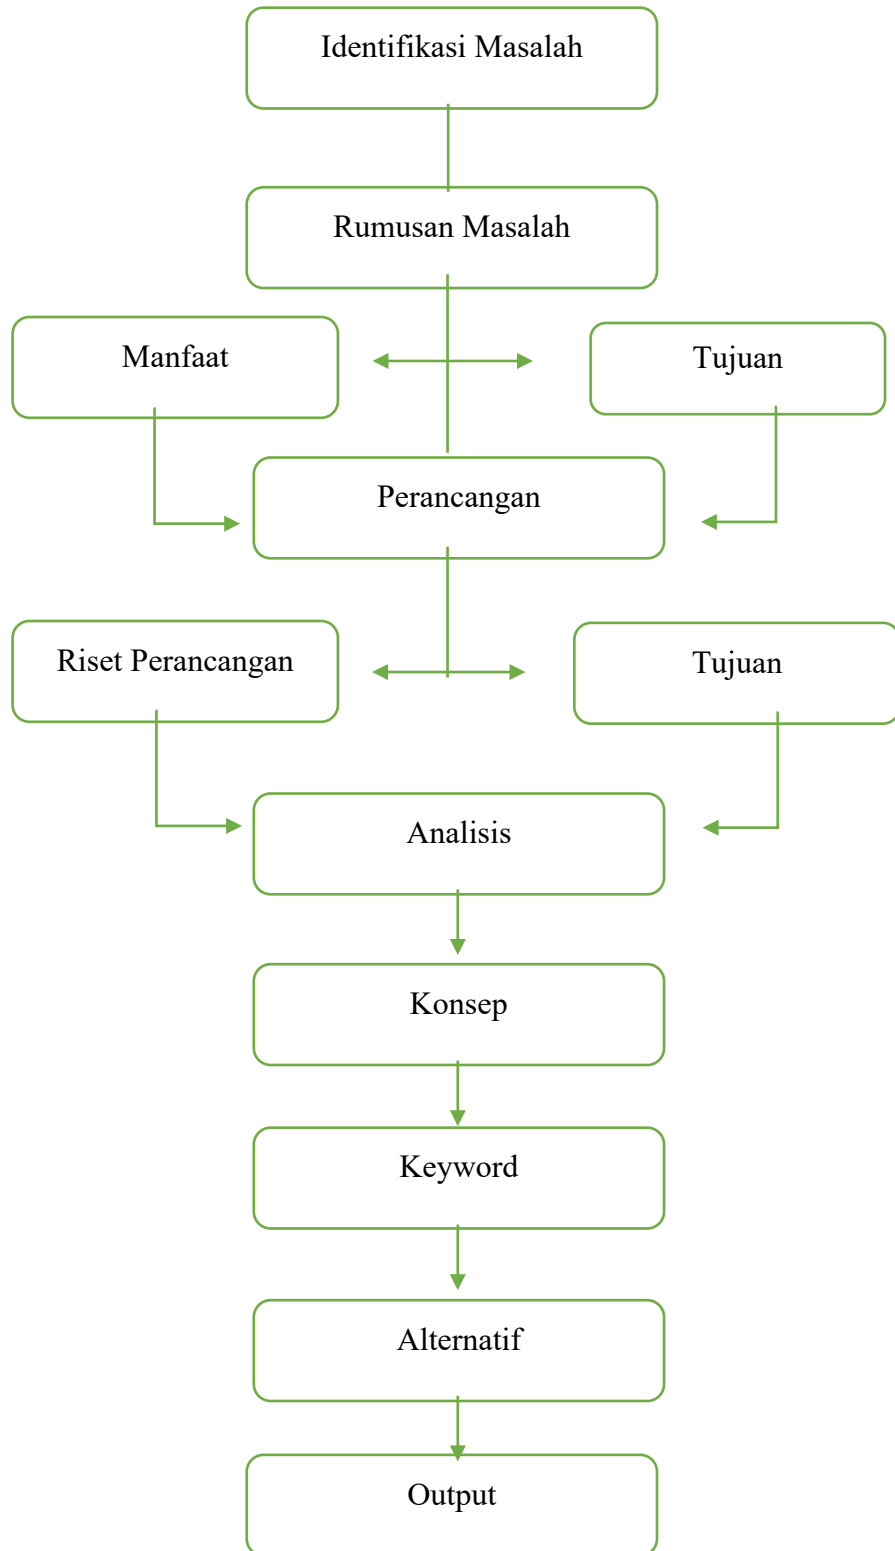 Identifikasi Masalah
Rumusan Masalah
Manfaat
Tujuan
Perancangan
Riset Perancangan
Tujuan
Analisis
Konsep
Keyword
Alternatif
Output